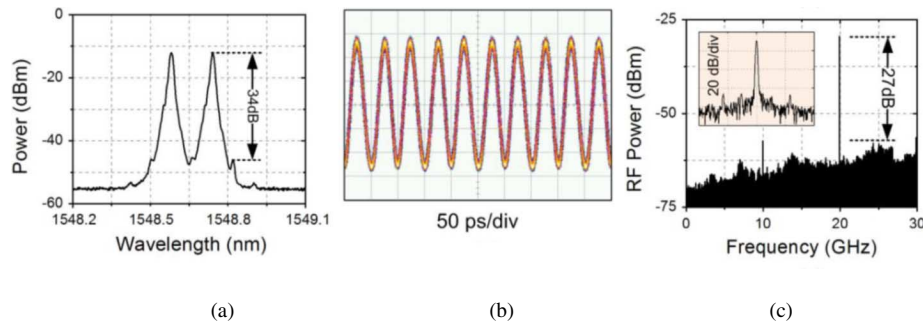 (a)
(b)
(c)
0
-20
-40
-60
Power (dBm)
34dB
1548.2
1548.5
1548.8
1549.1
Wavelength (nm)
50 ps/div
-25
-50
-75
RF Power (dBm)
20 dB/div
27dB
0
10
20
30
Frequency (GHz)
(a)
(b)
(c)